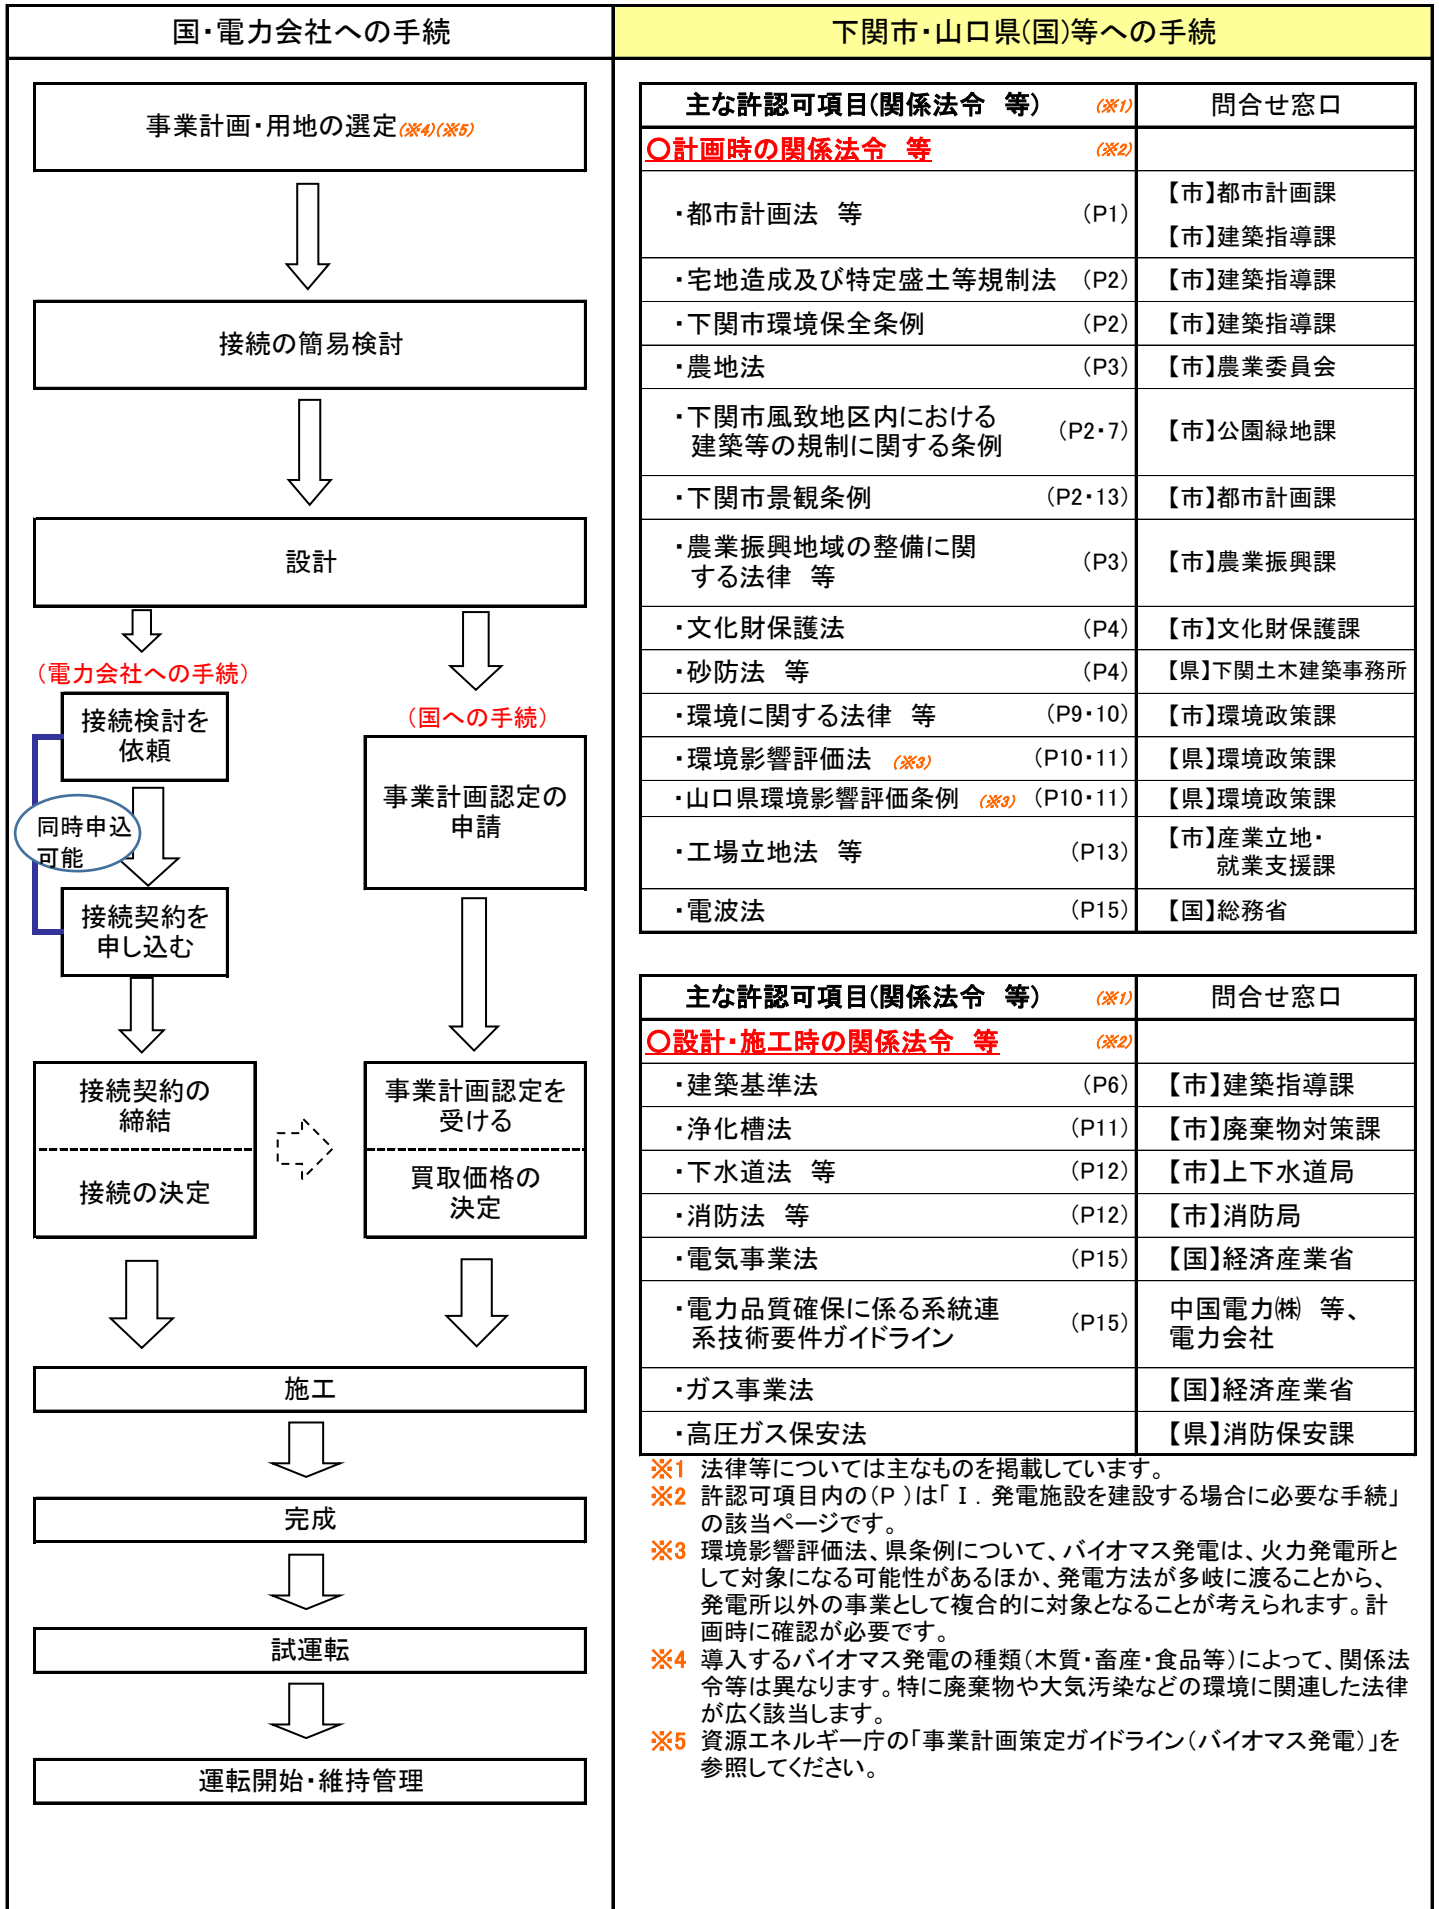 国・電力会社への手続
事業計画・用地の選定(※4)(※5)
接続の簡易検討
設計
(電力会社への手続)
接続検討を
依頼
同時申込
可能
接続契約を
申し込む
(国への手続)
事業計画認定の
申請
接続契約の
締結
接続の決定
事業計画認定を
受ける
買取価格の
決定
施工
完成
試運転
運転開始・維持管理
下関市・山口県(国)等への手続
主な許認可項目(関係法令　等)　(※1)　問合せ窓口
○計画時の関係法令　等　(※2)
・都市計画法　等　(P1)　【市】都市計画課
【市】建築指導課
・宅地造成及び特定盛土等規制法　(P2)　【市】建築指導課
・下関市環境保全条例　(P2)　【市】建築指導課
・農地法　(P3)　【市】農業委員会
・下関市風致地区内における
建築等の規制に関する条例　(P2・7)　【市】公園緑地課
・下関市景観条例　(P2・13)　【市】都市計画課
・農業振興地域の整備に関
する法律　等　(P3)　【市】農業振興課
・文化財保護法　(P4)　【市】文化財保護課
・砂防法　等　(P4)　【県】下関土木建築事務所
・環境に関する法律　等　(P9・10)　【市】環境政策課
・環境影響評価法　(※3)　(P10・11)　【県】環境政策課
・山口県環境影響評価条例　(※3)　(P10・11)　【県】環境政策課
・工場立地法　等　(P13)　【市】産業立地・
就業支援課
・電波法　(P15)　【国】総務省
主な許認可項目(関係法令　等)　(※1)　問合せ窓口
○設計・施工時の関係法令　等　(※2)
・建築基準法　(P6)　【市】建築指導課
・浄化槽法　(P11)　【市】廃棄物対策課
・下水道法　等　(P12)　【市】上下水道局
・消防法　等　(P12)　【市】消防局
・電気事業法　(P15)　【国】経済産業省
・電力品質確保に係る系統連
系技術要件ガイドライン　(P15)　中国電力㈱　等、
電力会社
・ガス事業法　【国】経済産業省
・高圧ガス保安法　【県】消防保安課
※1 法律等については主なものを掲載しています。
※2 許認可項目内の(P )は「Ⅰ. 発電施設を建設する場合に必要な手続」
の該当ページです。
※3 環境影響評価法、県条例について、バイオマス発電は、火力発電所と
して対象になる可能性があるほか、発電方法が多岐に渡ることから、
発電所以外の事業として複合的に対象となることが考えられます。計
画時に確認が必要です。
※4 導入するバイオマス発電の種類(木質・畜産・食品等)によって、関係法
令等は異なります。特に廃棄物や大気汚染などの環境に関連した法律
が広く該当します。
※5 資源エネルギー庁の「事業計画策定ガイドライン(バイオマス発電)」を
参照してください。